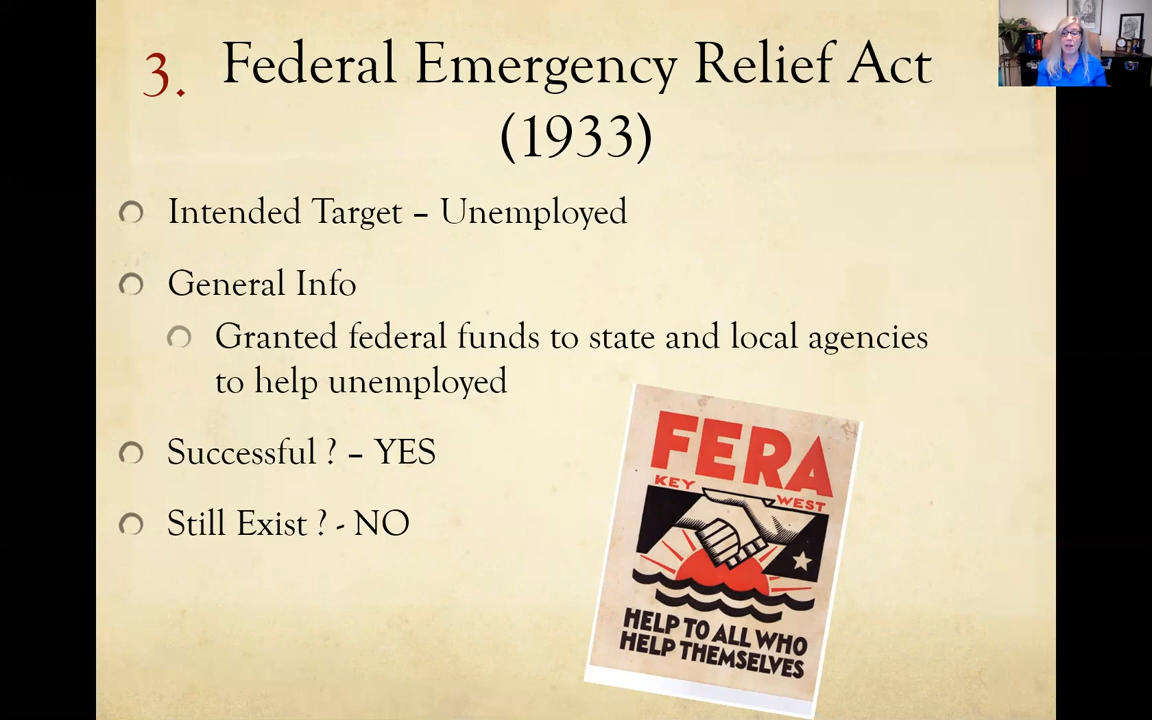 3. Federal Emergency Relief Act
(1933)
Intended Target – Unemployed
General Info
Granted federal funds to state and local agencies
to help unemployed
Successful ? – YES
Still Exist ? - NO
FERA
KEY WEST
HELP TO ALL WHO
HELP THEMSELVES